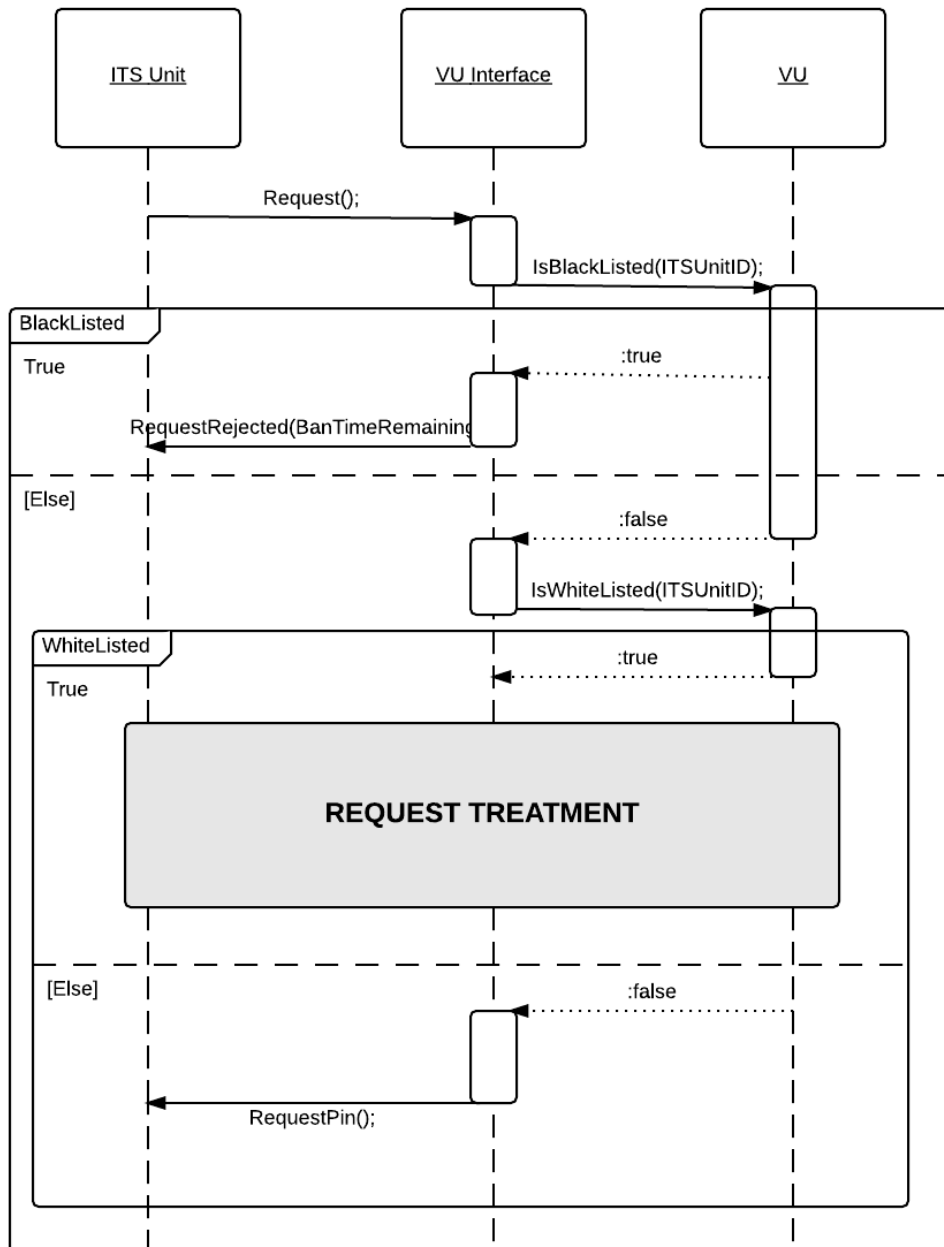 ITS Unit
VU Interface
VU
Request();
IsBlackListed(ITSUnitID);
BlackListed
True
:true
RequestRejected(BanTimeRemaining
[Else]
:false
IsWhiteListed(ITSUnitID);
WhiteListed
True
:true
REQUEST TREATMENT
[Else]
:false
RequestPin();